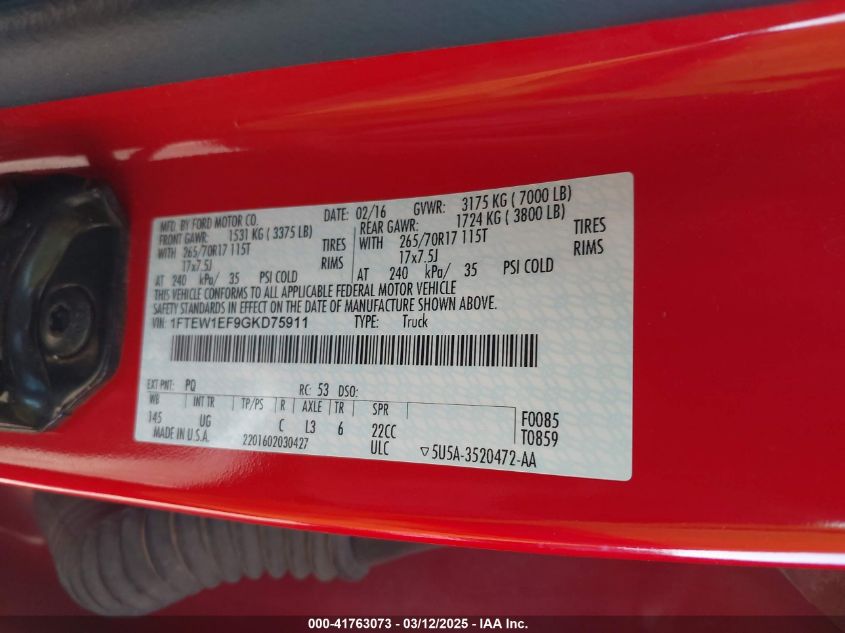 MFD. BY FORD MOTOR CO. DATE: 02/16 GVWR: 3175 KG ( 7000 LB)
FRONT GAWR: 1531 KG ( 3375 LB) REAR GAWR: 1724 KG ( 3800 LB)
WITH 265/70R17 115T TIRES WITH 265/70R17 115T TIRES
17x7.5J RIMS 17x7.5J RIMS
AT 240 kPa/ 35 PSI COLD AT 240 kPa/ 35 PSI COLD
THIS VEHICLE CONFORMS TO ALL APPLICABLE FEDERAL MOTOR VEHICLE
SAFETY STANDARDS IN EFFECT ON THE DATE OF MANUFACTURE SHOWN ABOVE.
VIN: 1FTEW1EF9GKD75911 TYPE: Truck
EXT PNT: PQ RC: 53 DSO:
WB INT TR TP/PS R AXLE TR SPR
145 UG C L3 6 22CC F0085
MADE IN U.S.A. 2201602030427 ULC T0859
▽5U5A-3520472-AA
000-41763073 - 03/12/2025 - IAAI Inc.